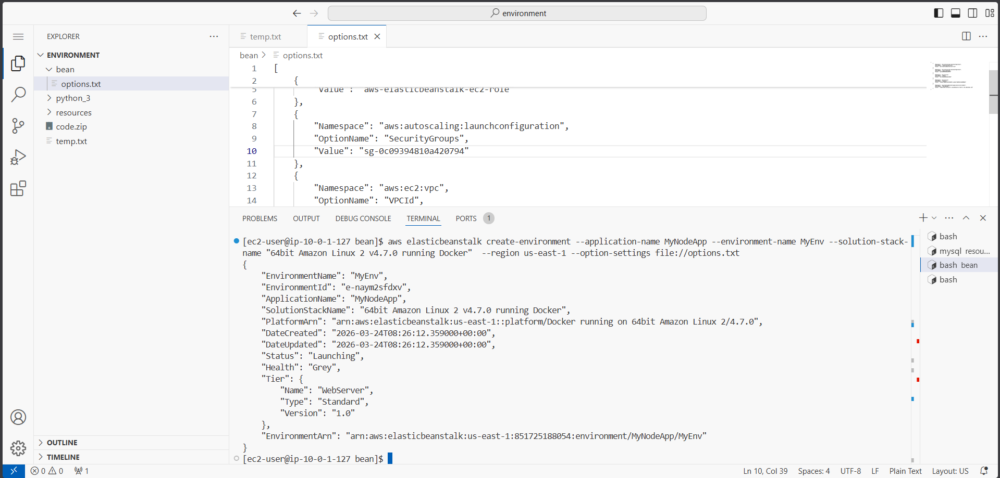 environment
EXPLORER
ENVIRONMENT
bean
options.txt
python_3
resources
code.zip
temp.txt
OUTLINE
TIMELINE
temp.txt
options.txt
bean > options.txt
1 [
2 {
5 "Value": "aws-elasticbeanstalk-ec2-role"
6 },
7 {
8 "Namespace": "aws:autoscaling:launchconfiguration",
9 "OptionName": "SecurityGroups",
10 "Value": "sg-0c09394810a420794"
11 },
12 {
13 "Namespace": "aws:ec2:vpc",
14 "OptionName": "VPCId",
PROBLEMS OUTPUT DEBUG CONSOLE TERMINAL PORTS 1
[ec2-user@ip-10-0-1-127 bean]$ aws elasticbeanstalk create-environment --application-name MyNodeApp --environment-name MyEnv --solution-stack-
name "64bit Amazon Linux 2 v4.7.0 running Docker"  --region us-east-1 --option-settings file://options.txt
{
"EnvironmentName": "MyEnv",
"EnvironmentId": "e-naym2sfdxv",
"ApplicationName": "MyNodeApp",
"SolutionStackName": "64bit Amazon Linux 2 v4.7.0 running Docker",
"PlatformArn": "arn:aws:elasticbeanstalk:us-east-1::platform/Docker running on 64bit Amazon Linux 2/4.7.0",
"DateCreated": "2026-03-24T08:26:12.359000+00:00",
"DateUpdated": "2026-03-24T08:26:12.359000+00:00",
"Status": "Launching",
"Health": "Grey",
"Tier": {
"Name": "WebServer",
"Type": "Standard",
"Version": "1.0"
},
"EnvironmentArn": "arn:aws:elasticbeanstalk:us-east-1:851725188054:environment/MyNodeApp/MyEnv"
}
[ec2-user@ip-10-0-1-127 bean]$
bash
mysql resou...
bash bean
bash
0 0 1
Ln 10, Col 39 Spaces: 4 UTF-8 LF Plain Text Layout: US